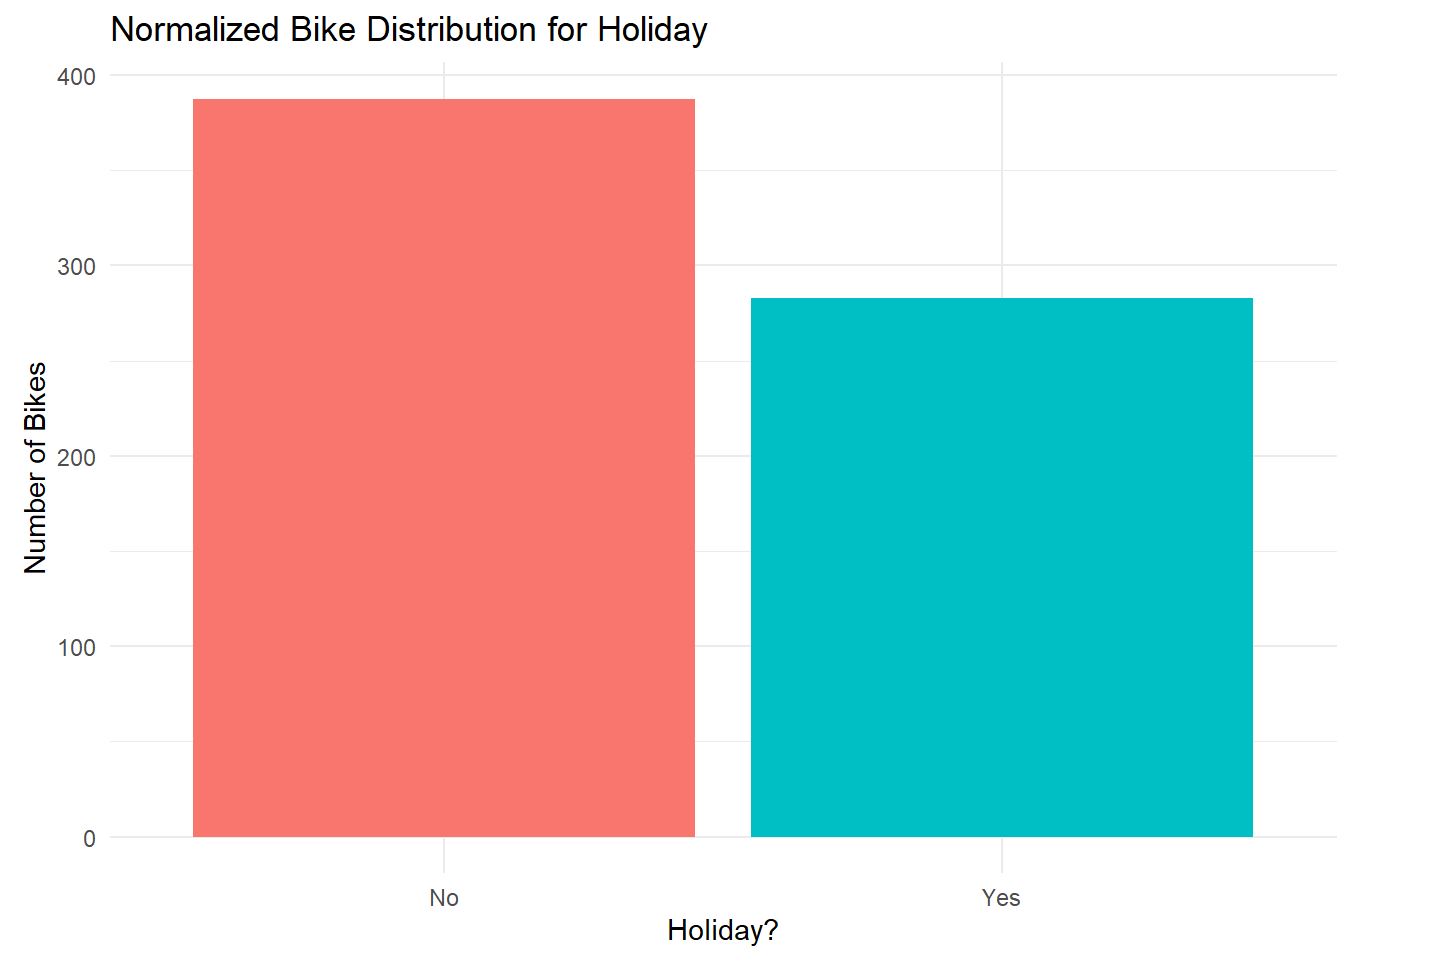 Normalized Bike Distribution for Holiday
400
300
200
100
0
Number of Bikes
No
Yes
Holiday?